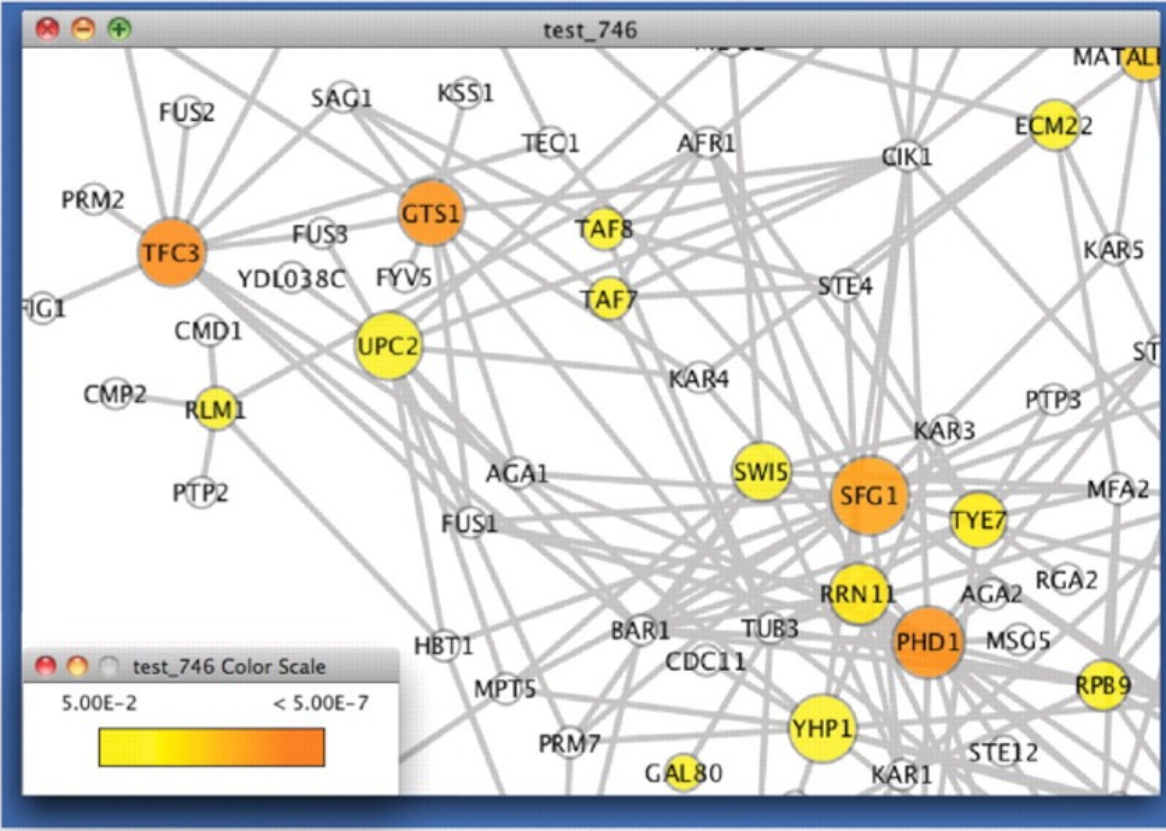 test_746
MATAL
FUS2
SAG1
KSS1
TEC1
AFR1
CIK1
ECM22
PRM2
TFC3
GTS1
FUS3
TAF8
KAR5
YDL038C
FYV5
TAF7
STE4
FIG1
CMD1
UPC2
KAR4
ST
CMP2
RLM1
PTP3
KAR3
PTP2
AGA1
SWI5
SFG1
MFA2
FUS1
TYE7
RRN11
AGA2
RGA2
HBT1
BAR1
TUB3
PHD1
MSG5
CDC11
MPT5
RPB9
PRM7
YHP1
STE12
GAL80
KAR1
test_746 Color Scale
5.00E-2
< 5.00E-7